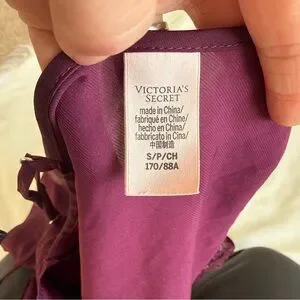 VICTORIA'S
SECRET
made in China/
fabriqué en Chine/
hecho en China/
fabbricato in Cina/
中国制造
S/P/CH
170/88A